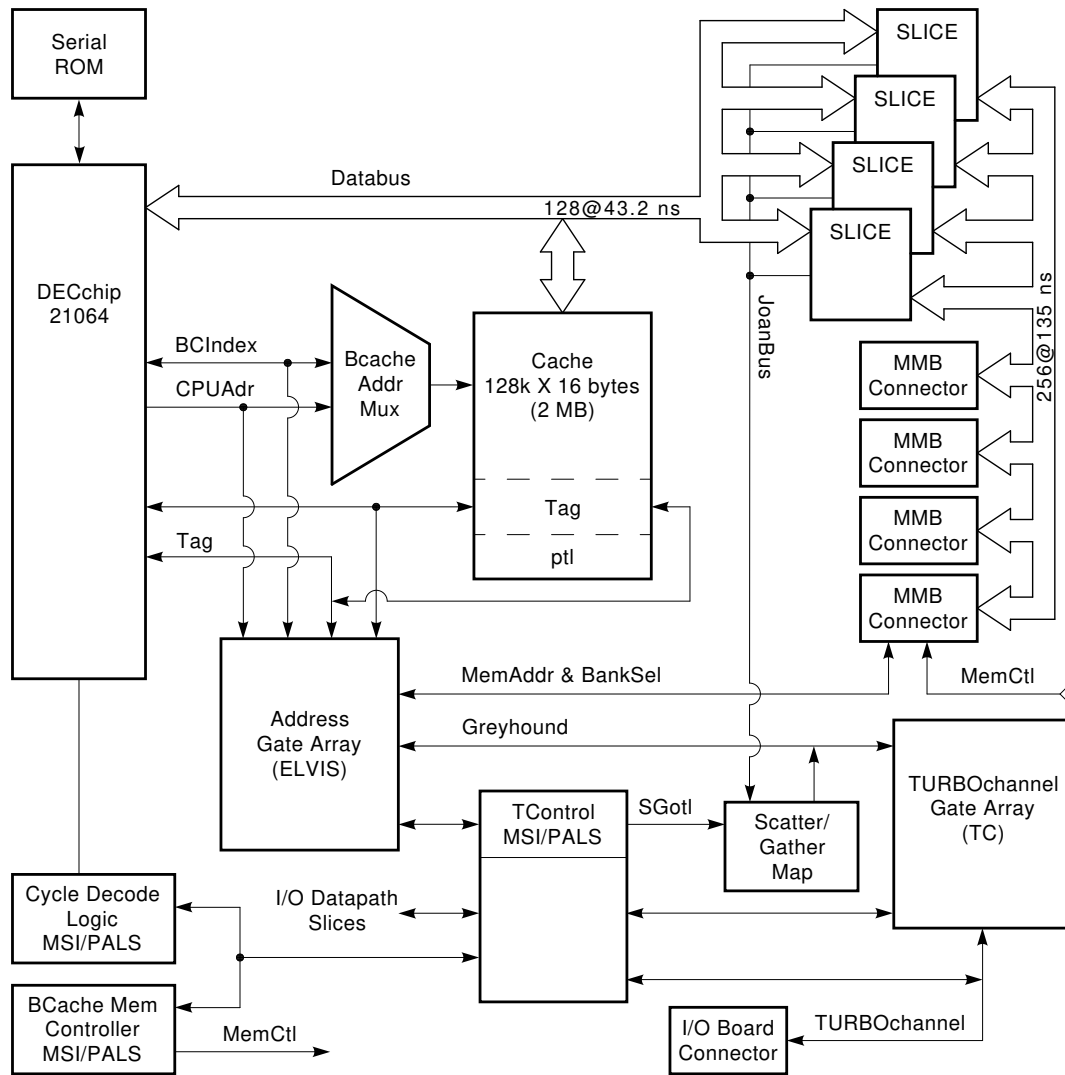 Serial
ROM
SLICE
SLICE
SLICE
SLICE
Databus
128@43.2 ns
256@135 ns
DECchip
21064
JoanBus
BCIndex
CPUAdr
Bcache
Addr
Mux
Cache
128k X 16 bytes
(2 MB)
Tag
ptl
Tag
MMB
Connector
MMB
Connector
MMB
Connector
MMB
Connector
MemAddr & BankSel
MemCtl
Greyhound
Address
Gate Array
(ELVIS)
TControl
MSI/PALS
SGotl
Scatter/
Gather
Map
TURBOchannel
Gate Array
(TC)
Cycle Decode
Logic
MSI/PALS
I/O Datapath
Slices
BCache Mem
Controller
MSI/PALS
MemCtl
I/O Board
Connector
TURBOchannel